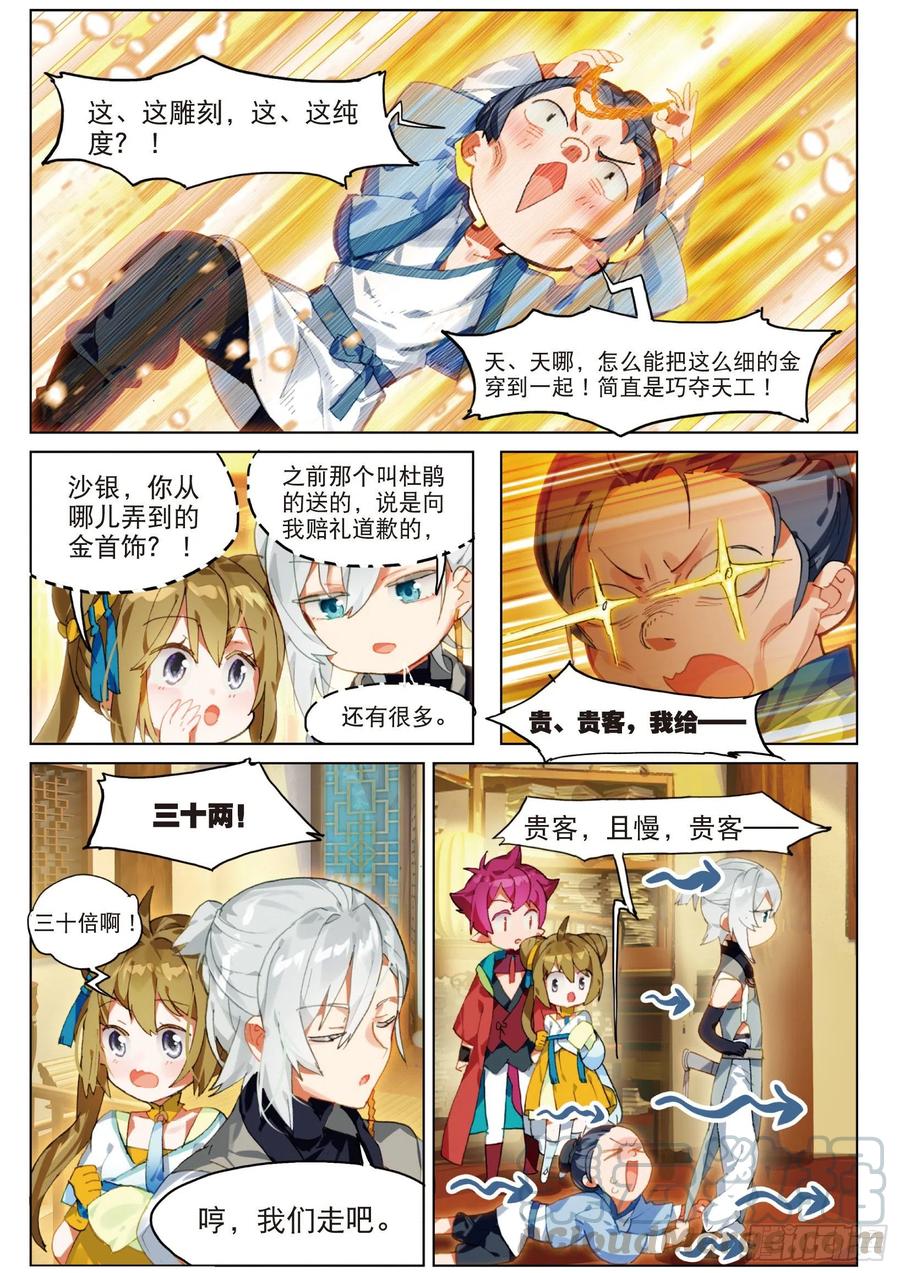 这、这雕刻，这、这纯
度？！
天、天哪，怎么能把这么细的金
穿到一起！简直是巧夺天工！
沙银，你从
哪儿弄到的
金首饰？！
之前那个叫杜鹃
的送的，说是向
我赔礼道歉的，
还有很多。
贵、贵客，我给——
三十两！
三十倍啊！
哼，我们走吧。
贵客，且慢，贵客——